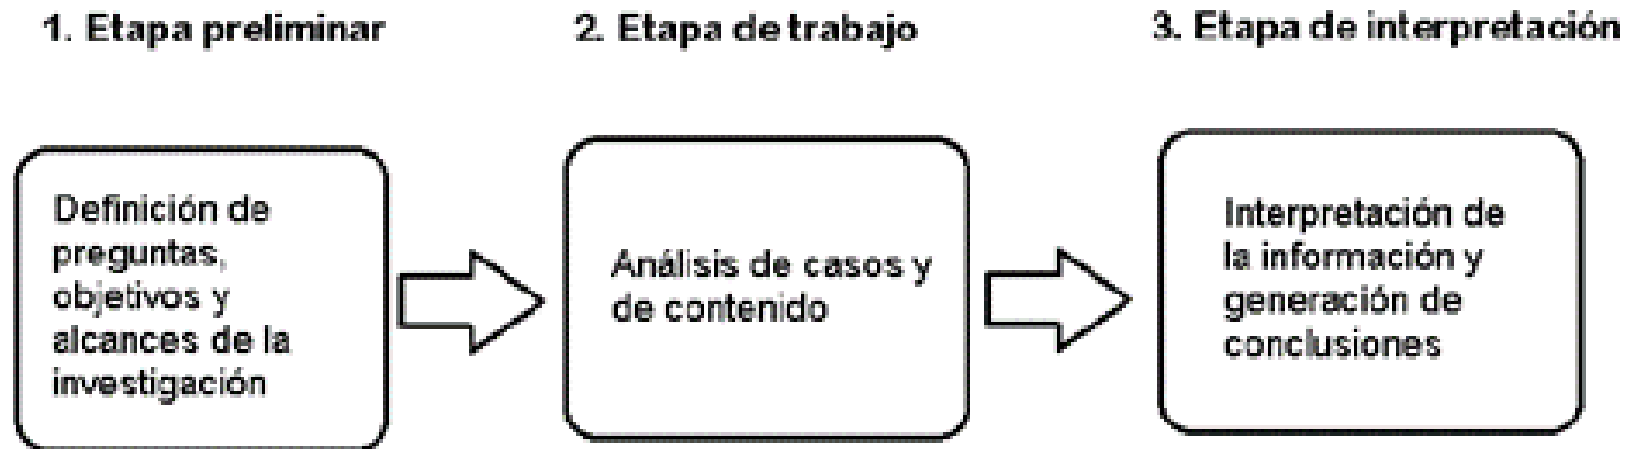 1. Etapa preliminar
2. Etapa de trabajo
3. Etapa de interpretación
Definición de
preguntas,
objetivos y
alcances de la
investigación
Análisis de casos y
de contenido
Interpretación de
la información y
generación de
conclusiones